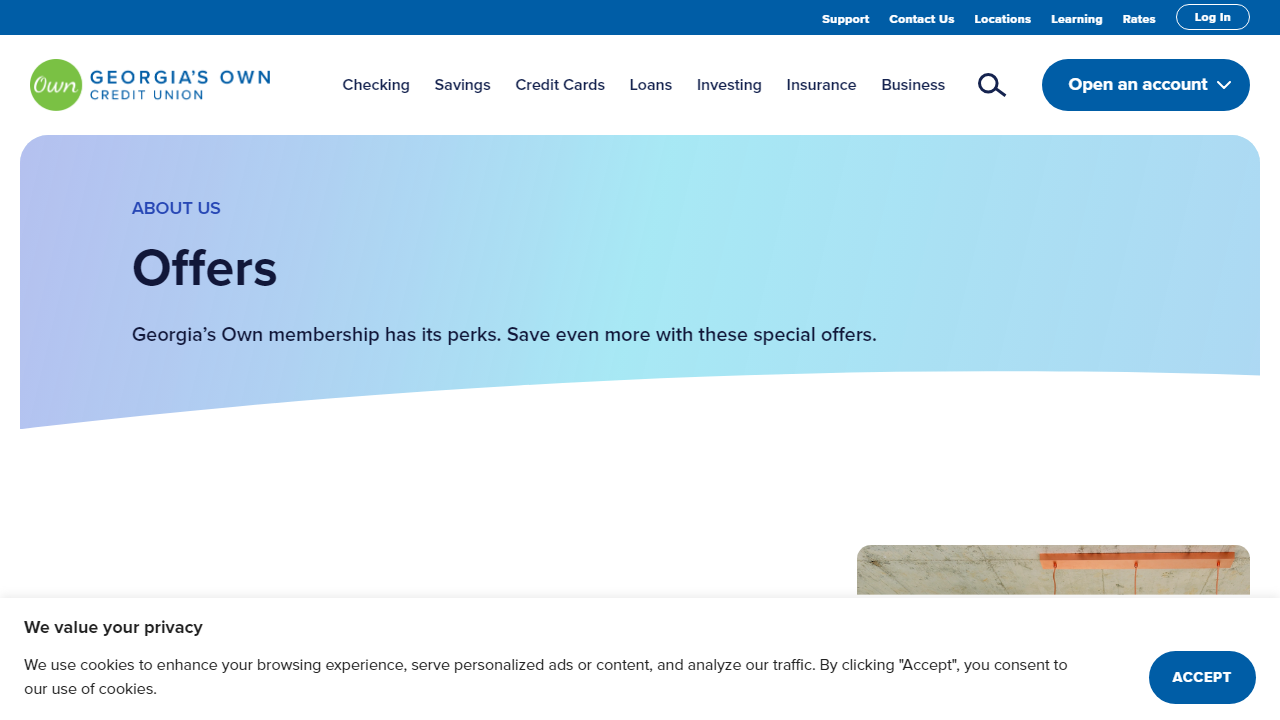 Support Contact Us Locations Learning Rates Log In
Own GEORGIA'S OWN
CREDIT UNION
Checking Savings Credit Cards Loans Investing Insurance Business Open an account
ABOUT US
Offers
Georgia’s Own membership has its perks. Save even more with these special offers.
We value your privacy
We use cookies to enhance your browsing experience, serve personalized ads or content, and analyze our traffic. By clicking "Accept", you consent to
our use of cookies.
ACCEPT